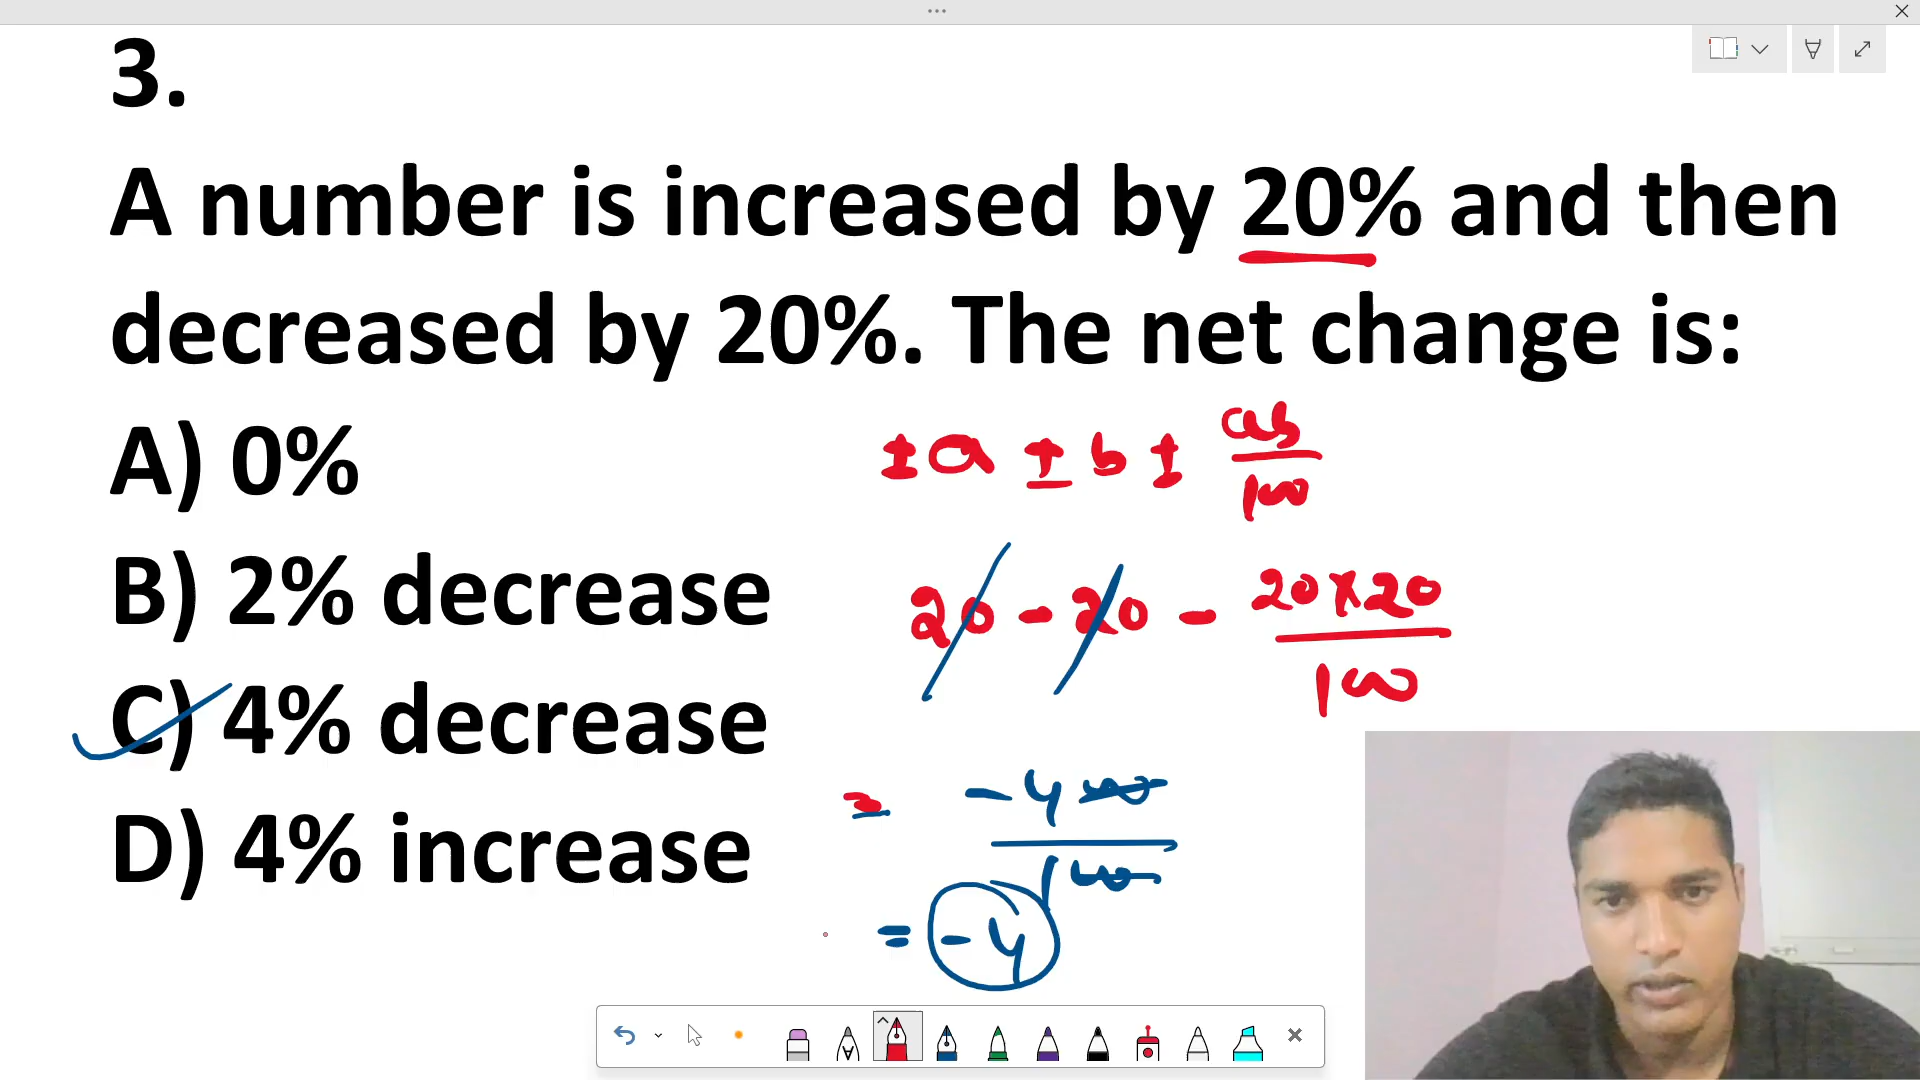 3.
A number is increased by 20% and then
decreased by 20%. The net change is:
A) 0%
± a ± b ± ab/100
B) 2% decrease
20 - 20 - 20×20/100
C) 4% decrease
= -400/100
D) 4% increase
= -4